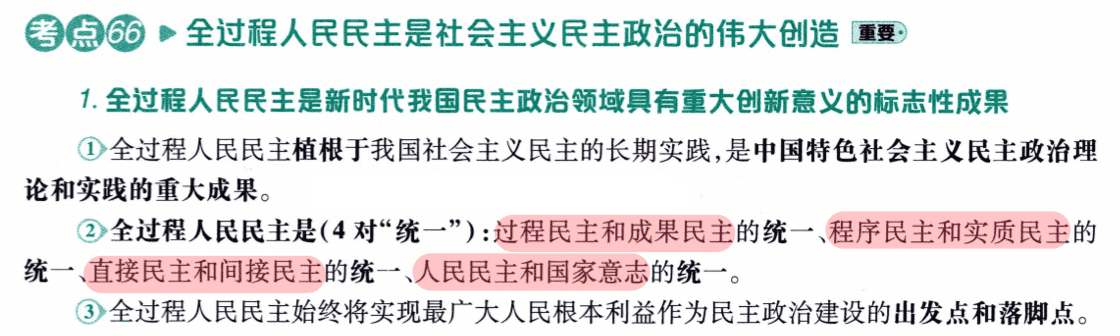 考点66 ▶ 全过程人民民主是社会主义民主政治的伟大创造 重要
1. 全过程人民民主是新时代我国民主政治领域具有重大创新意义的标志性成果
①全过程人民民主植根于我国社会主义民主的长期实践,是中国特色社会主义民主政治理
论和实践的重大成果。
②全过程人民民主是(4对“统一”):过程民主和成果民主的统一、程序民主和实质民主的
统一、直接民主和间接民主的统一、人民民主和国家意志的统一。
③全过程人民民主始终将实现最广大人民根本利益作为民主政治建设的出发点和落脚点。